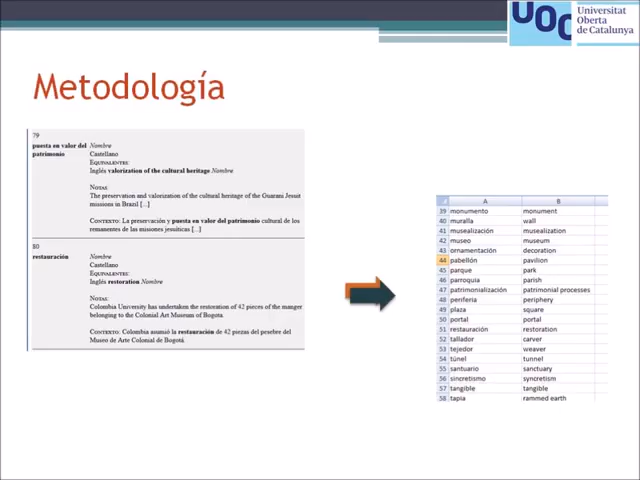 UOC
Universitat
Oberta
de Catalunya
Metodología
79
puesta en valor del Nombre
patrimonio Castellano
EQUIVALENTES:
Inglés valorization of the cultural heritage Nombre
NOTAS:
The preservation and valorization of the cultural heritage of the Guarani Jesuit
missions in Brazil [...]
CONTEXTO: La preservación y puesta en valor del patrimonio cultural de los
remanentes de las misiones jesuíticas [...]
80
restauración Nombre
Castellano
EQUIVALENTES:
Inglés restoration Nombre
NOTAS:
Colombia University has undertaken the restoration of 42 pieces of the manger
belonging to the Colonial Art Museum of Bogota.
CONTEXTO: Colombia asumió la restauración de 42 piezas del pesebre del
Museo de Arte Colonial de Bogotá.
A B
39 monumento monument
40 muralla wall
41 musealización musealization
42 museo museum
43 ornamentación decoration
44 pabellón pavilion
45 parque park
46 parroquia parish
47 patrimonialización patrimonial processes
48 periferia periphery
49 plaza square
50 portal portal
51 restauración restoration
52 tallador carver
53 tejedor weaver
54 túnel tunnel
55 santuario sanctuary
56 sincretismo syncretism
57 tangible tangible
58 tapia rammed earth